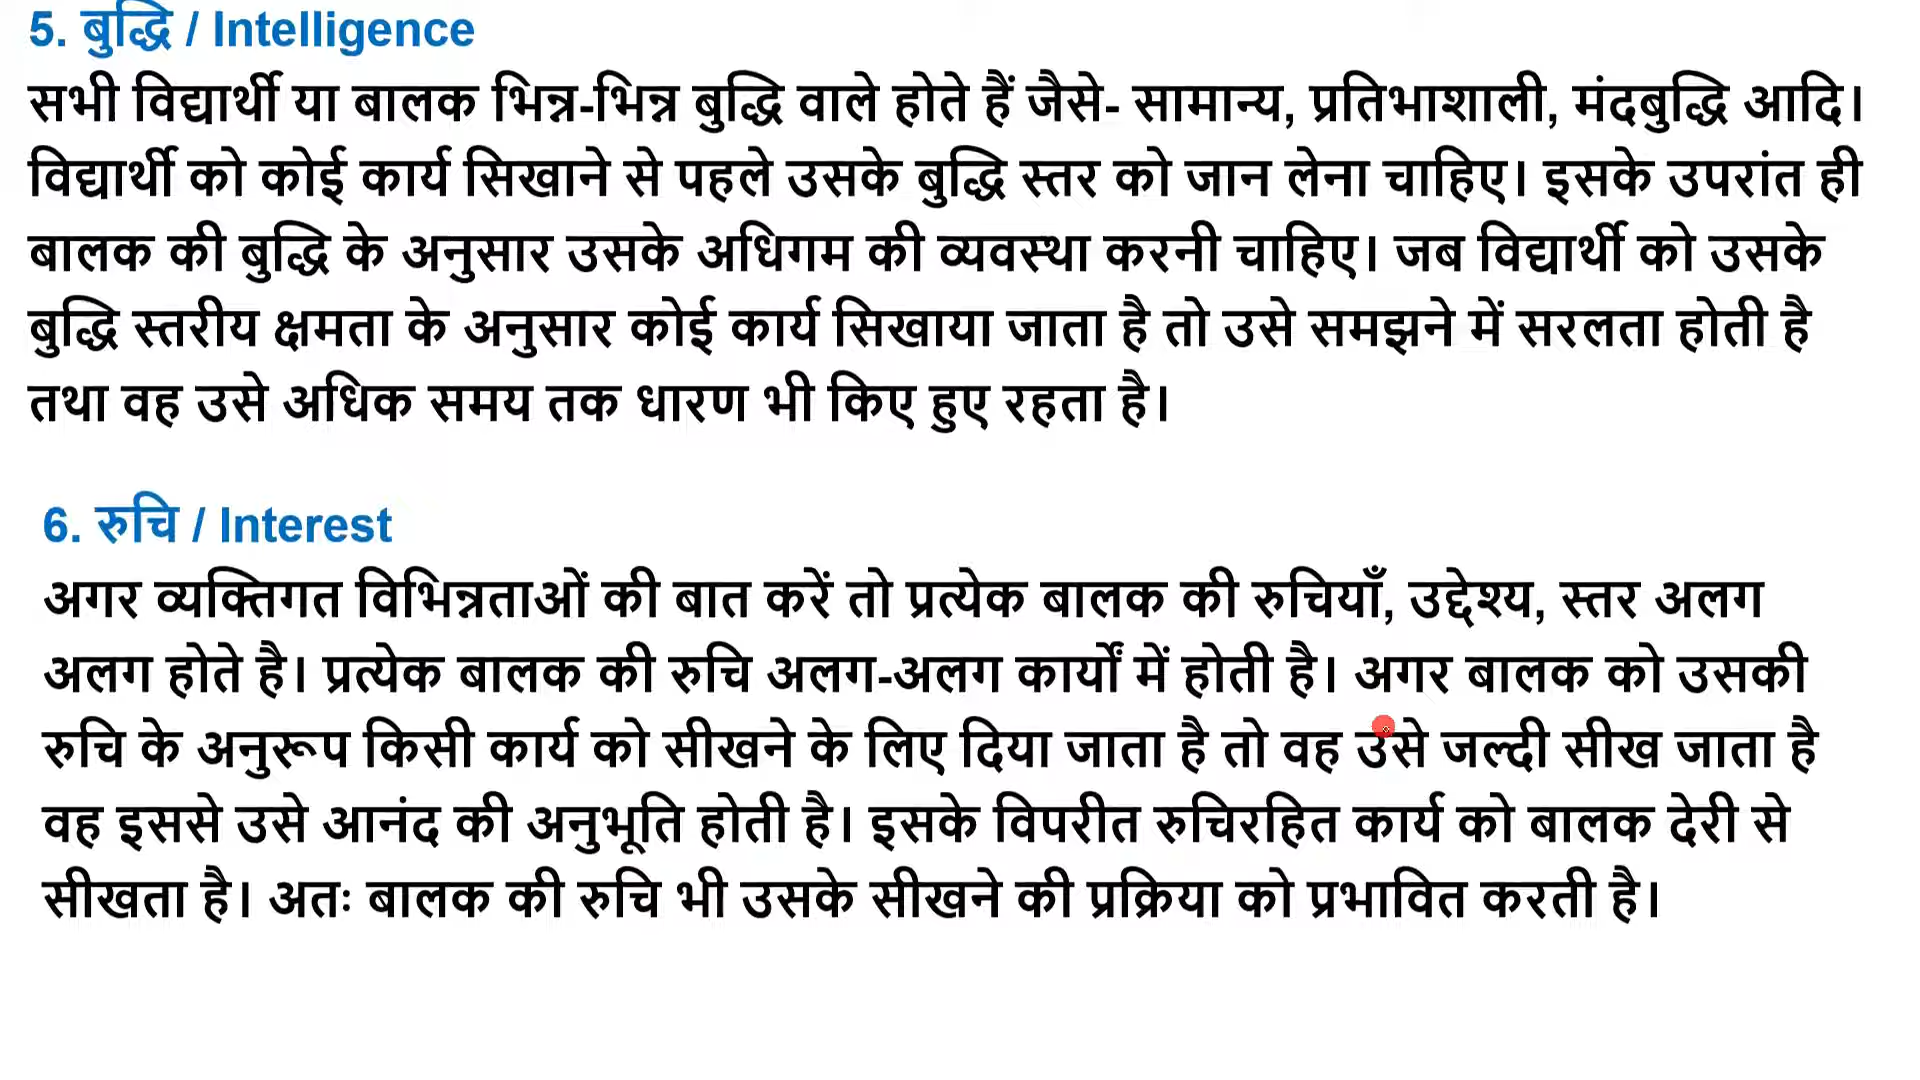 5. बुद्धि / Intelligence
सभी विद्यार्थी या बालक भिन्न-भिन्न बुद्धि वाले होते हैं जैसे- सामान्य, प्रतिभाशाली, मंदबुद्धि आदि।
विद्यार्थी को कोई कार्य सिखाने से पहले उसके बुद्धि स्तर को जान लेना चाहिए। इसके उपरांत ही
बालक की बुद्धि के अनुसार उसके अधिगम की व्यवस्था करनी चाहिए। जब विद्यार्थी को उसके
बुद्धि स्तरीय क्षमता के अनुसार कोई कार्य सिखाया जाता है तो उसे समझने में सरलता होती है
तथा वह उसे अधिक समय तक धारण भी किए हुए रहता है।
6. रुचि / Interest
अगर व्यक्तिगत विभिन्नताओं की बात करें तो प्रत्येक बालक की रुचियाँ, उद्देश्य, स्तर अलग
अलग होते है। प्रत्येक बालक की रुचि अलग-अलग कार्यों में होती है। अगर बालक को उसकी
रुचि के अनुरूप किसी कार्य को सीखने के लिए दिया जाता है तो वह उसे जल्दी सीख जाता है
वह इससे उसे आनंद की अनुभूति होती है। इसके विपरीत रुचिरहित कार्य को बालक देरी से
सीखता है। अतः बालक की रुचि भी उसके सीखने की प्रक्रिया को प्रभावित करती है।